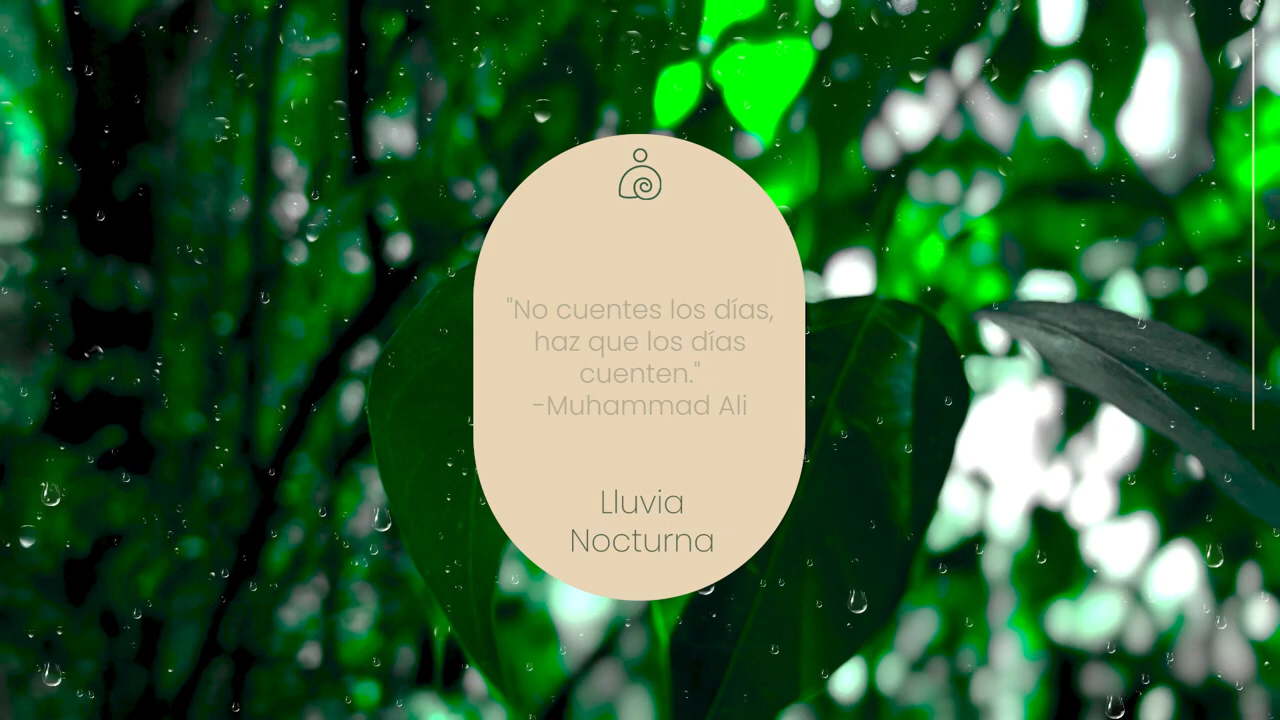 "No cuentes los días,
haz que los días
cuenten."
-Muhammad Ali
Lluvia
Nocturna